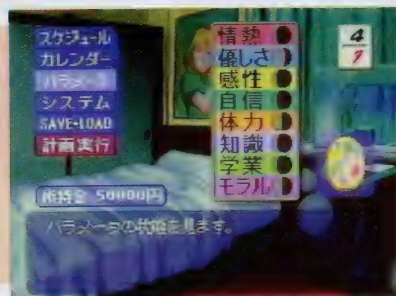 スケジュール
カレンダー
パラメータ
システム
SAVE-LOAD
計画実行
所持金 50000円
パラメータの状態を見ます。
情熱
優しさ
感性
自信
体力
知識
学業
モラル
4